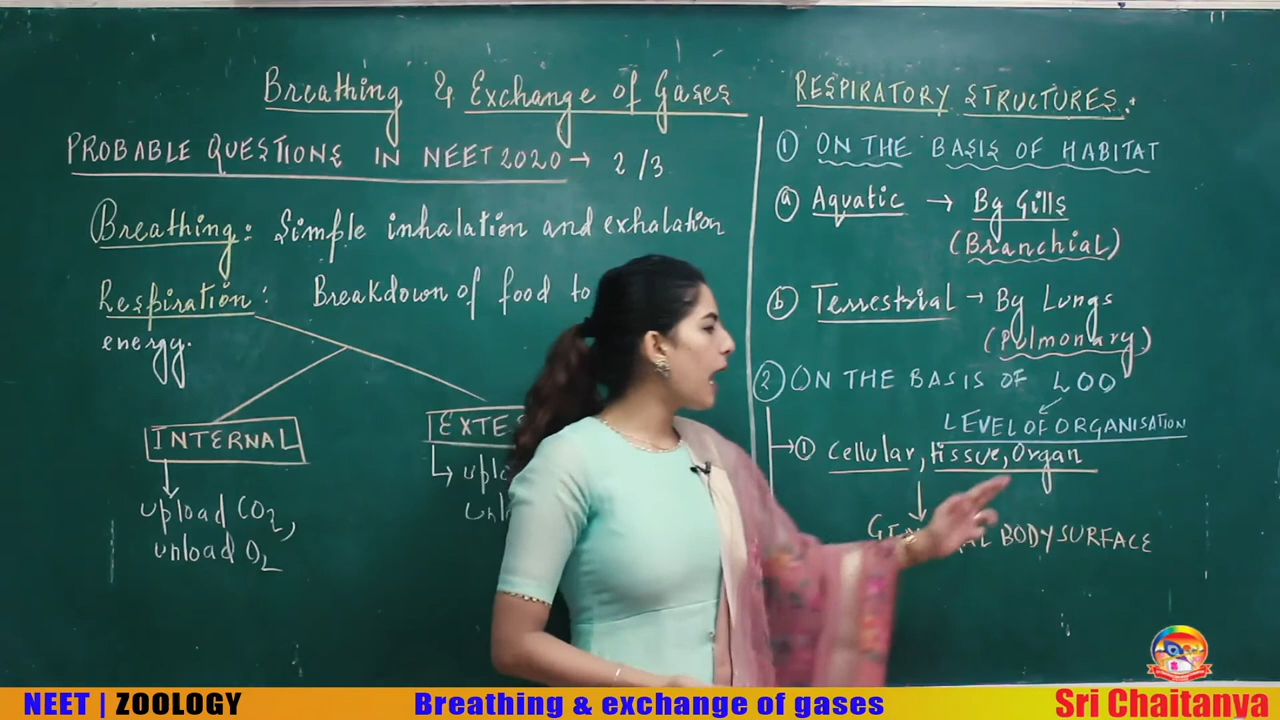 Breathing & Exchange of Gases
PROBABLE QUESTIONS IN NEET 2020 → 2/3
Breathing: Simple inhalation and exhalation
Respiration: Breakdown of food to
energy.
INTERNAL
upload CO2,
unload O2
EXTE
RESPIRATORY STRUCTURES:
① ON THE BASIS OF HABITAT
ⓐ Aquatic → By Gills
(Branchial)
ⓑ Terrestrial → By Lungs
(Pulmonary)
② ON THE BASIS OF LOO
LEVEL OF ORGANISATION
→ ① Cellular, tissue, Organ
BODY SURFACE
NEET | ZOOLOGY
Breathing & exchange of gases
Sri Chaitanya